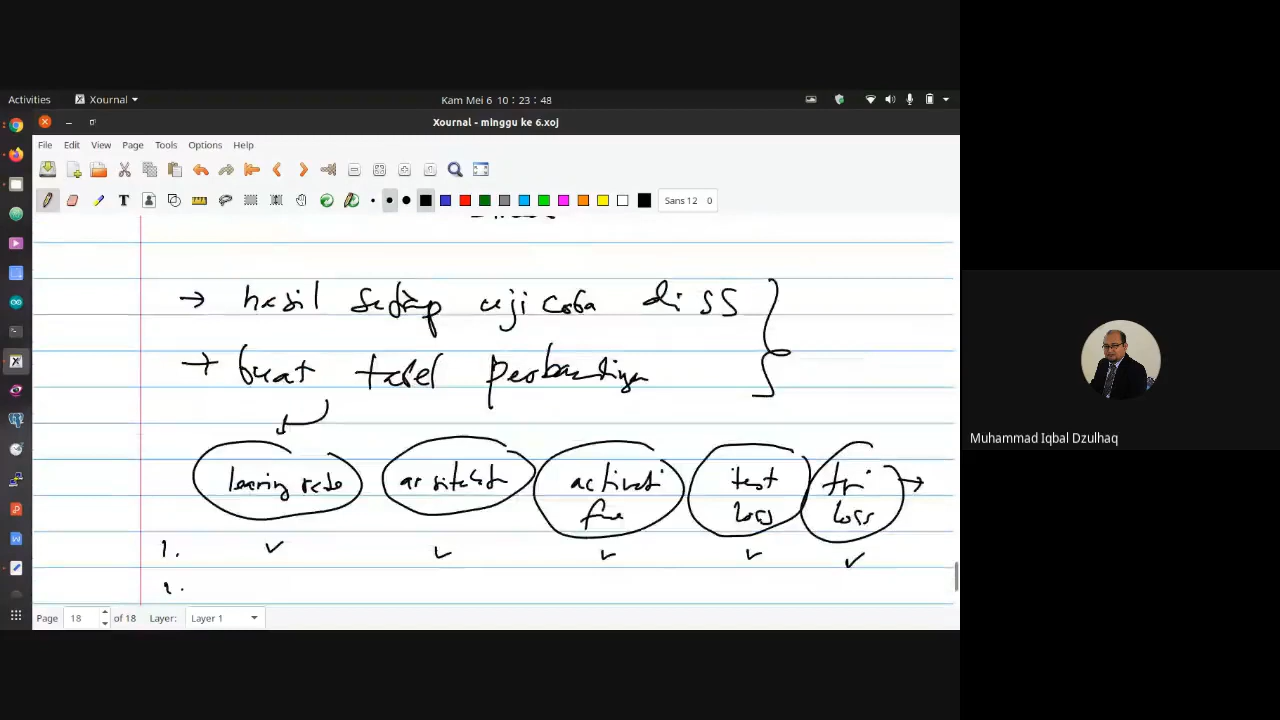 Activities
Xournal
Kam Mei 6 10:23:48
Xournal - minggu ke 6.xoj
File Edit View Page Tools Options Help
Sans 12 0
→ hasil setiap uji coba di SS
→ buat tabel perbandingan
learning rate arsitektur activati test loss
func
trai loss →
1. ✓ ✓ ✓ ✓ ✓
2.
Muhammad Iqbal Dzulhaq
Page 18 of 18 Layer: Layer 1